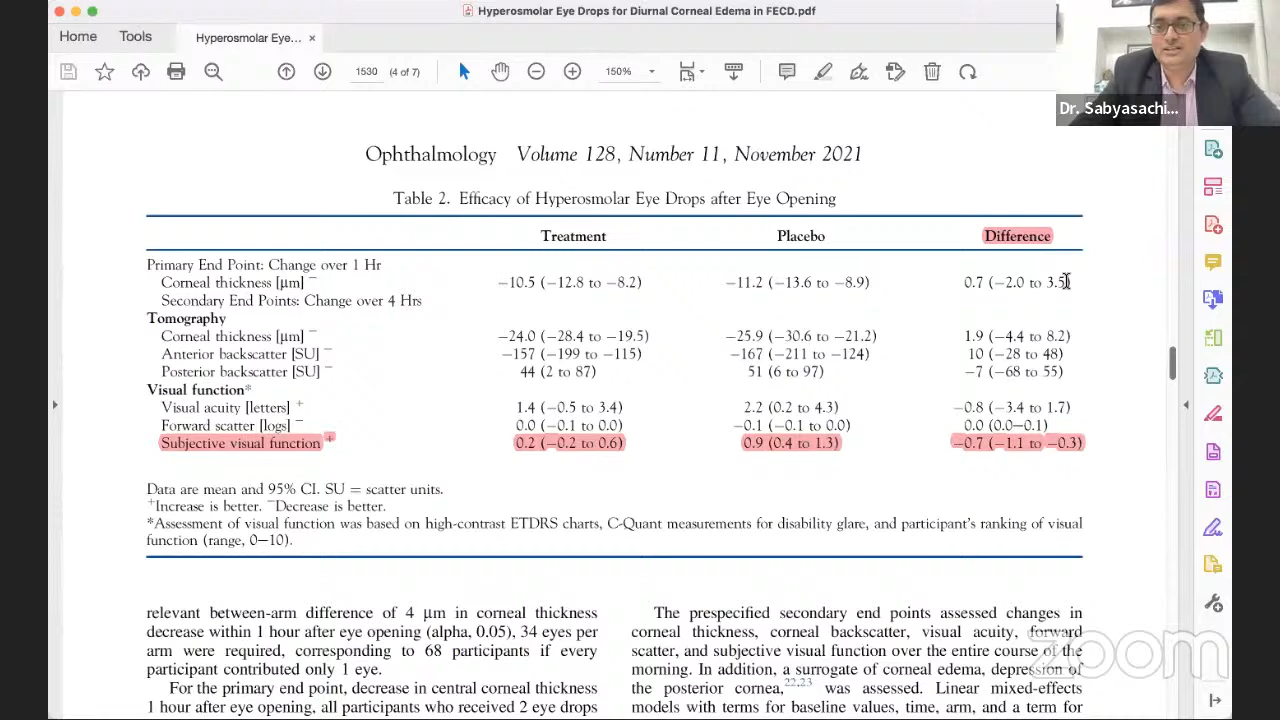 Hyperosmolar Eye Drops for Diurnal Corneal Edema in FECD.pdf
Home Tools Hyperosmolar Eye... ×
1530 (4 of 7) 150%
Dr. Sabyasachi...
Ophthalmology Volume 128, Number 11, November 2021
Table 2. Efficacy of Hyperosmolar Eye Drops after Eye Opening
Treatment Placebo Difference
Primary End Point: Change over 1 Hr
Corneal thickness [μm] − −10.5 (−12.8 to −8.2) −11.2 (−13.6 to −8.9) 0.7 (−2.0 to 3.5)
Secondary End Points: Change over 4 Hrs
Tomography
Corneal thickness [μm] − −24.0 (−28.4 to −19.5) −25.9 (−30.6 to −21.2) 1.9 (−4.4 to 8.2)
Anterior backscatter [SU] − −157 (−199 to −115) −167 (−211 to −124) 10 (−28 to 48)
Posterior backscatter [SU] − 44 (2 to 87) 51 (6 to 97) −7 (−68 to 55)
Visual function*
Visual acuity [letters] + 1.4 (−0.5 to 3.4) 2.2 (0.2 to 4.3) −0.8 (−3.4 to 1.7)
Forward scatter [logs] − 0.0 (−0.1 to 0.0) −0.1 (−0.1 to 0.0) 0.0 (0.0–0.1)
Subjective visual function + 0.2 (−0.2 to 0.6) 0.9 (0.4 to 1.3) −0.7 (−1.1 to −0.3)
Data are mean and 95% CI. SU = scatter units.
+Increase is better. −Decrease is better.
*Assessment of visual function was based on high-contrast ETDRS charts, C-Quant measurements for disability glare, and participant's ranking of visual
function (range, 0–10).
relevant between-arm difference of 4 μm in corneal thickness
decrease within 1 hour after eye opening (alpha, 0.05), 34 eyes per
arm were required, corresponding to 68 participants if every
participant contributed only 1 eye.
For the primary end point, decrease in central corneal thickness
1 hour after eye opening, all participants who received 2 eye drops
The prespecified secondary end points assessed changes in
corneal thickness, corneal backscatter, visual acuity, forward
scatter, and subjective visual function over the entire course of the
morning. In addition, a surrogate of corneal edema, depression of
the posterior cornea,22,23 was assessed. Linear mixed-effects
models with terms for baseline values, time, arm, and a term for
zoom